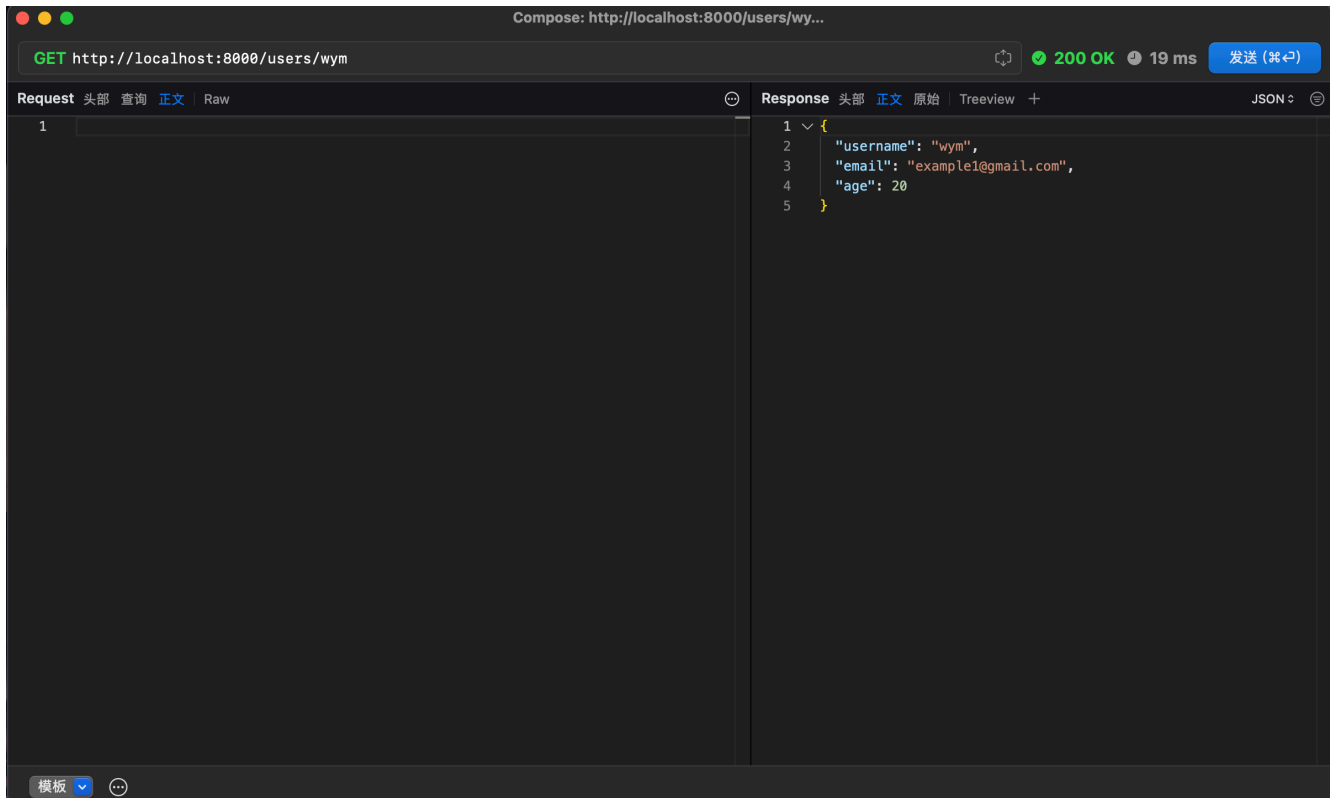 Compose: http://localhost:8000/users/wy...
GET http://localhost:8000/users/wym
200 OK 19 ms 发送 (⌘⏎)
Request 头部 查询 正文 Raw
Response 头部 正文 原始 Treeview + JSON
1
1 {
2 "username": "wym",
3 "email": "example1@gmail.com",
4 "age": 20
5 }
模板